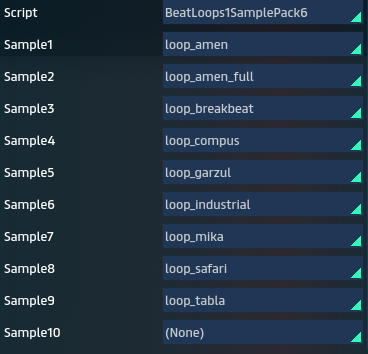 Script BeatLoops1SamplePack6
Sample1 loop_amen
Sample2 loop_amen_full
Sample3 loop_breakbeat
Sample4 loop_compus
Sample5 loop_garzul
Sample6 loop_industrial
Sample7 loop_mika
Sample8 loop_safari
Sample9 loop_tabla
Sample10 (None)